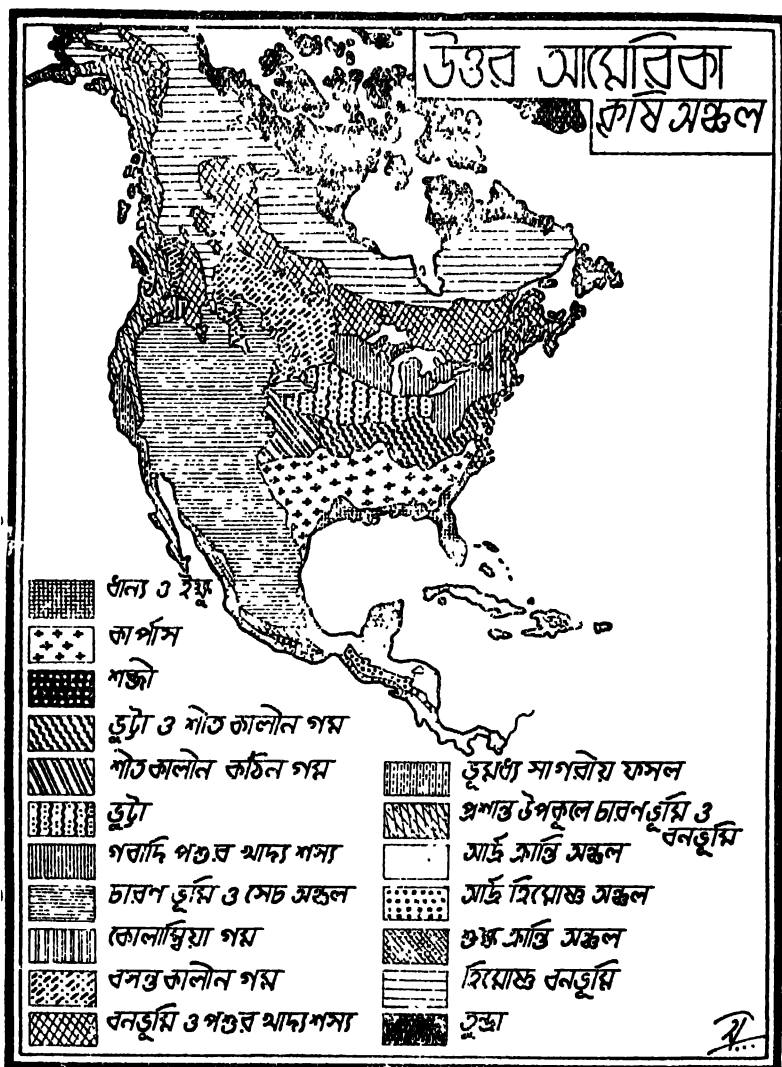 উত্তর আমেরিকা
কৃষি অঞ্চল
ধান্য ও ইক্ষু
কার্পাস
শব্জী
ভুট্টা ও শীত কালীন গম
শীতকালীন কঠিন গম
ভুট্টা
গবাদি পশুর খাদ্য শস্য
চারণ ভূমি ও সেচ অঞ্চল
কোলাম্বিয়া গম
বসন্ত কালীন গম
বনভূমি ও পশুর খাদ্যশস্য
ভূমধ্য সাগরীয় ফসল
প্রশান্ত উপকূলে চারণভূমি ও
বনভূমি
আর্দ্র ক্রান্তি অঞ্চল
আর্দ্র হিমোষ্ণ অঞ্চল
শুষ্ক ক্রান্তি অঞ্চল
হিমোষ্ণ বনভূমি
তুন্দ্রা